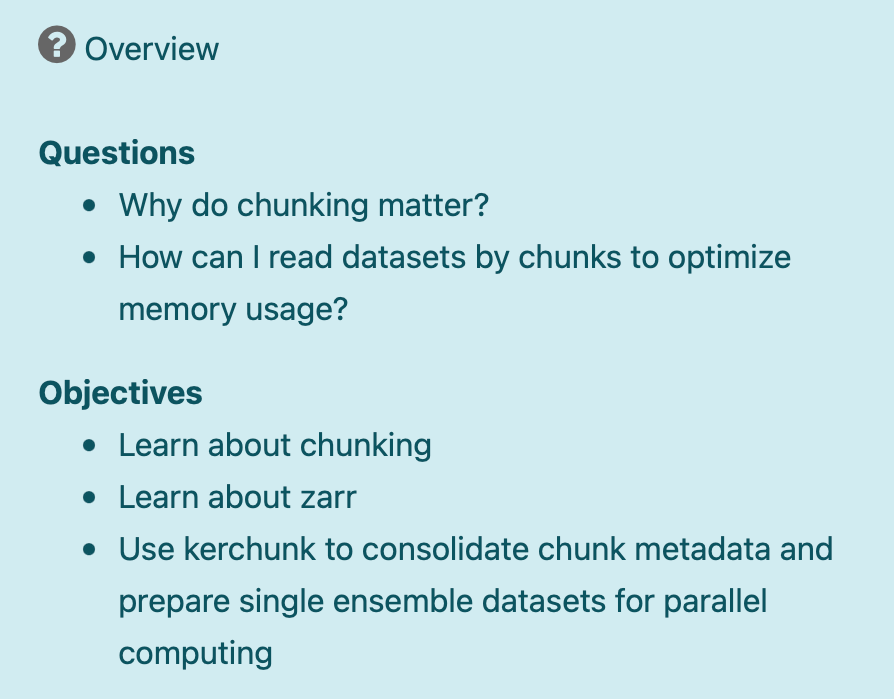 Overview
Questions
Why do chunking matter?
How can I read datasets by chunks to optimize
memory usage?
Objectives
Learn about chunking
Learn about zarr
Use kerchunk to consolidate chunk metadata and
prepare single ensemble datasets for parallel
computing